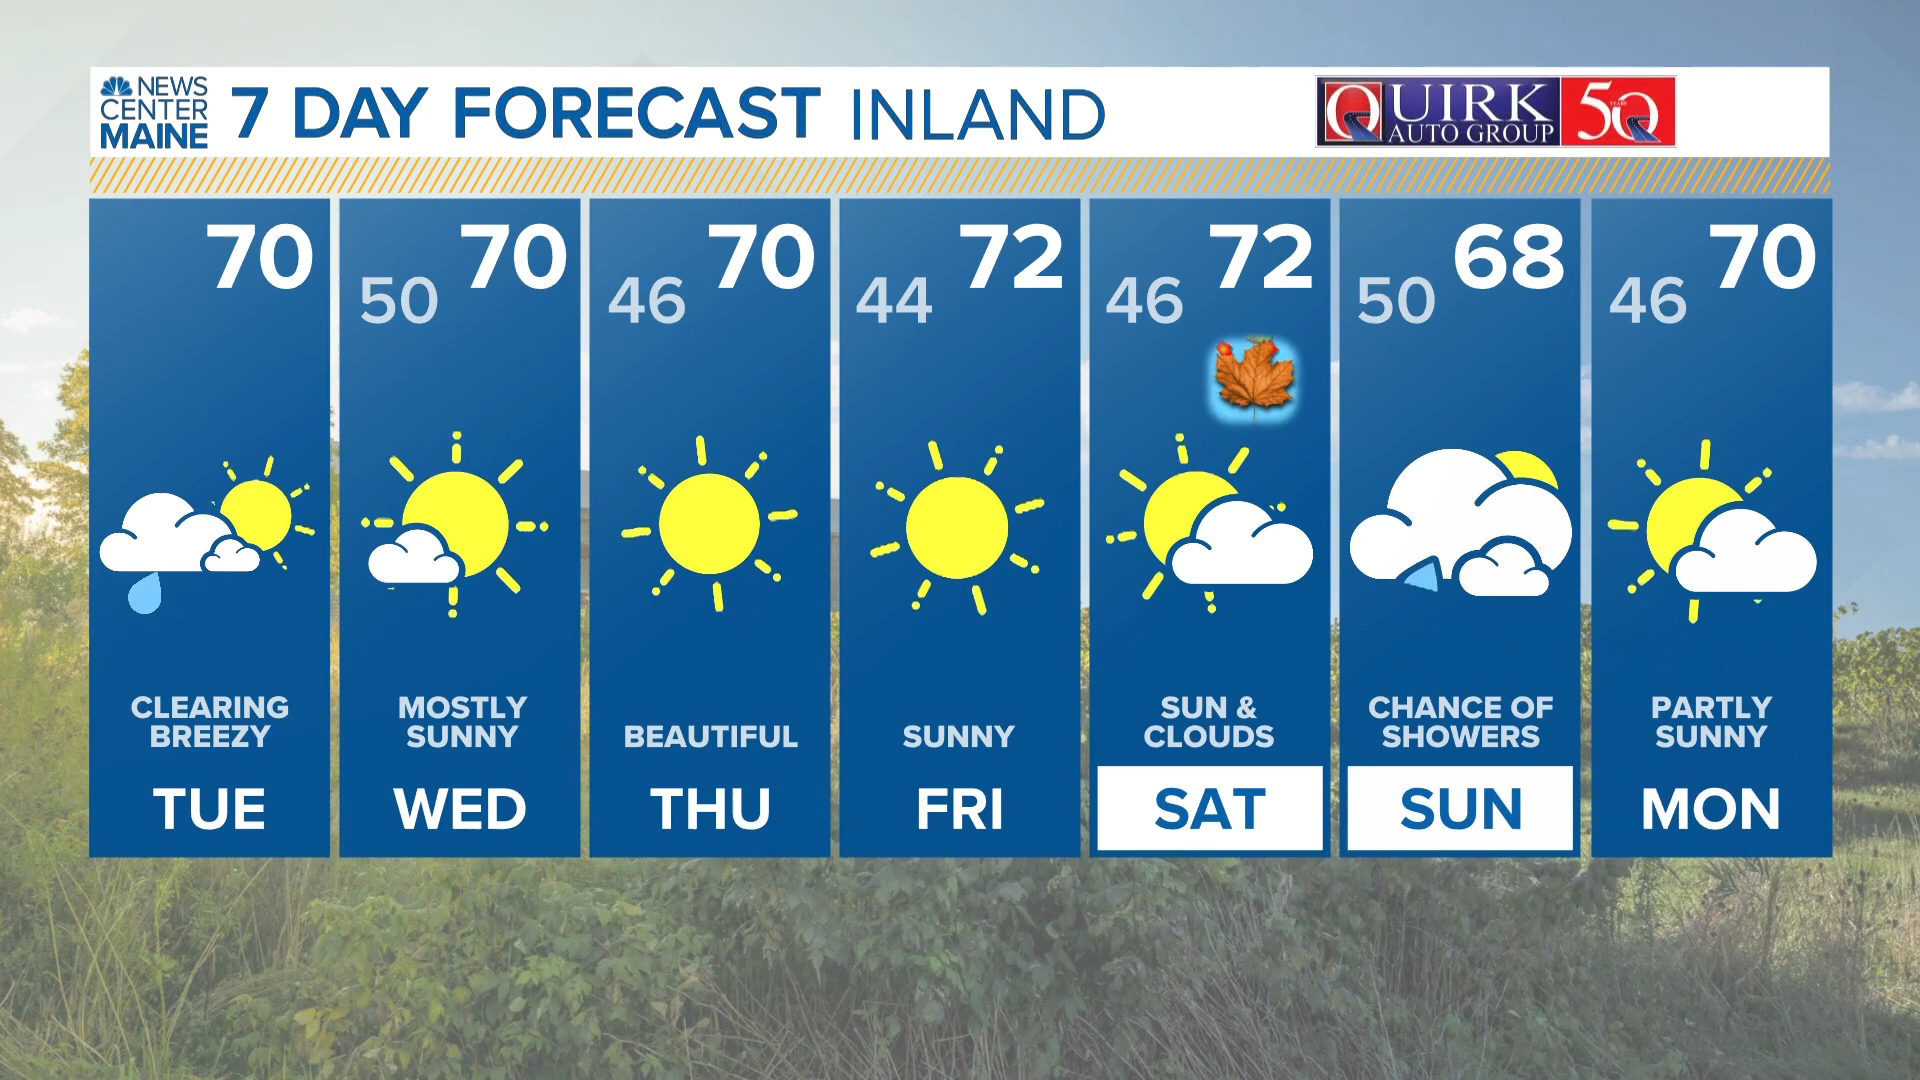 NEWS
CENTER
MAINE
7 DAY FORECAST INLAND
QUIRK
AUTO GROUP
50
YEARS
70
50 70
46 70
44 72
46 72
50 68
46 70
CLEARING
BREEZY
MOSTLY
SUNNY
BEAUTIFUL
SUNNY
SUN &
CLOUDS
CHANCE OF
SHOWERS
PARTLY
SUNNY
TUE
WED
THU
FRI
SAT
SUN
MON